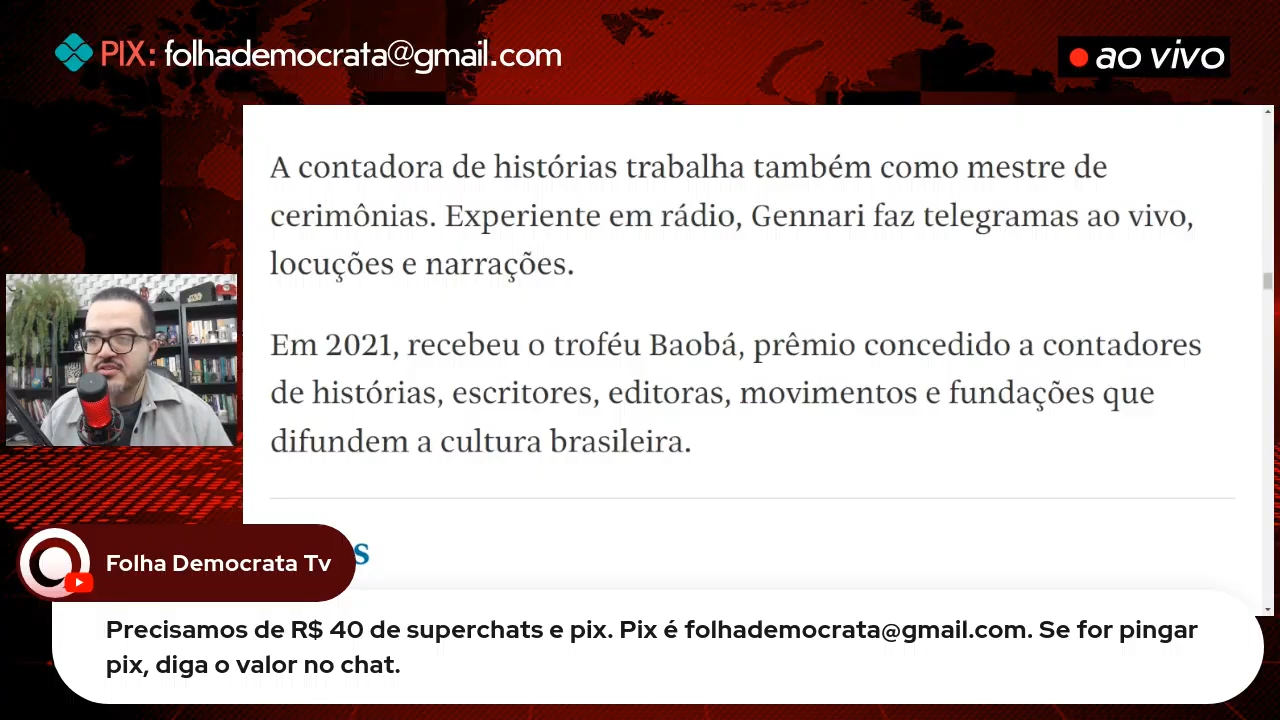 PIX: folhademocrata@gmail.com
ao vivo
A contadora de histórias trabalha também como mestre de
cerimônias. Experiente em rádio, Gennari faz telegramas ao vivo,
locuções e narrações.
Em 2021, recebeu o troféu Baobá, prêmio concedido a contadores
de histórias, escritores, editoras, movimentos e fundações que
difundem a cultura brasileira.
Folha Democrata Tv
Precisamos de R$ 40 de superchats e pix. Pix é folhademocrata@gmail.com. Se for pingar
pix, diga o valor no chat.